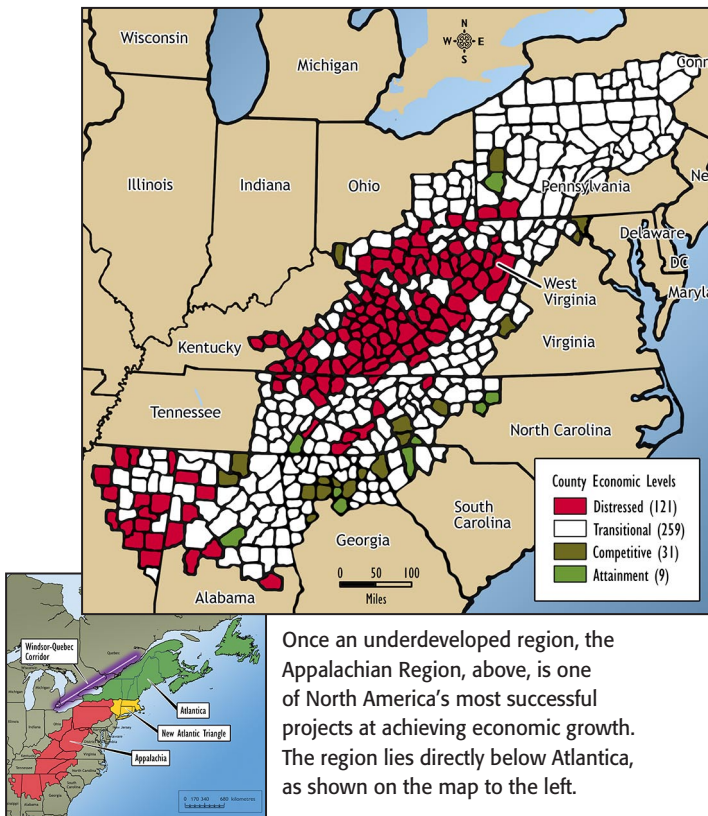 N
W E
S
Wisconsin
Michigan
Conn
Illinois
Indiana
Ohio
Pennsylvania
Ne
Delaware
DC
Maryla
West
Virginia
Kentucky
Virginia
Tennessee
North Carolina
South
Carolina
Georgia
Alabama
0 50 100
Miles
County Economic Levels
Distressed (121)
Transitional (259)
Competitive (31)
Attainment (9)
Windsor-Quebec
Corridor
Quebec
Atlantica
New Atlantic Triangle
Appalachia
Once an underdeveloped region, the
Appalachian Region, above, is one
of North America's most successful
projects at achieving economic growth.
The region lies directly below Atlantica,
as shown on the map to the left.